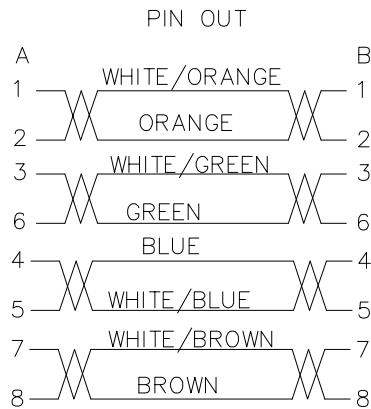 PIN OUT
A B
1 WHITE/ORANGE 1
2 ORANGE 2
3 WHITE/GREEN 3
6 GREEN 6
4 BLUE 4
5 WHITE/BLUE 5
7 WHITE/BROWN 7
8 BROWN 8